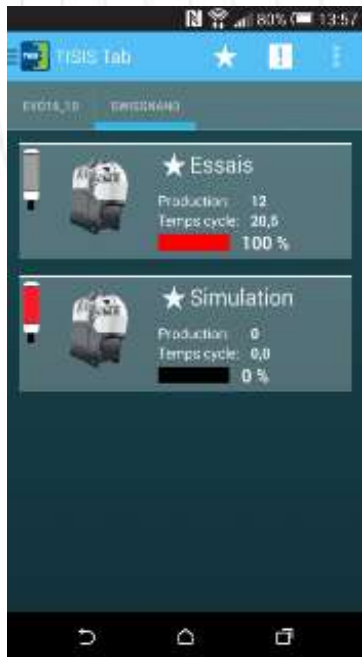 80% 13:57
TISIS Tab
EVO14_10 SWISSNANO
Essais
Production: 12
Temps cycle: 20,5
100 %
Simulation
Production: 0
Temps cycle: 0,0
0 %